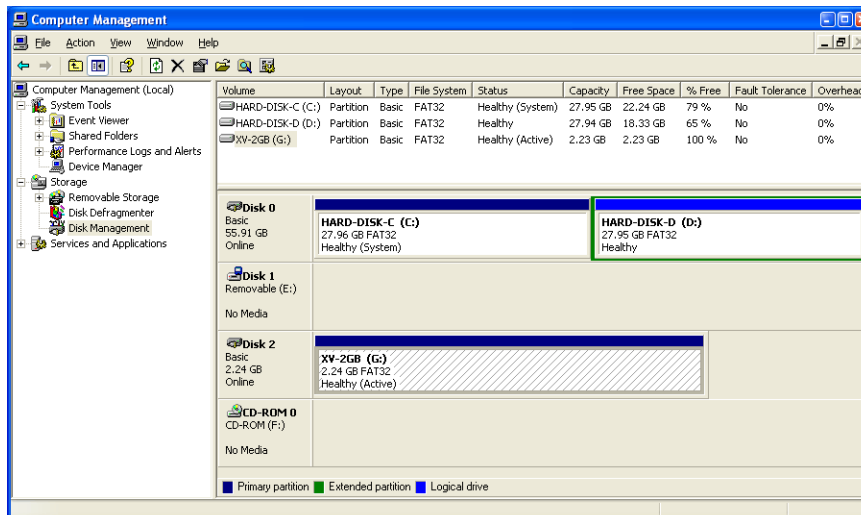 Computer Management
File Action View Window Help
Computer Management (Local)
System Tools
Event Viewer
Shared Folders
Performance Logs and Alerts
Device Manager
Storage
Removable Storage
Disk Defragmenter
Disk Management
Services and Applications
Volume Layout Type File System Status Capacity Free Space % Free Fault Tolerance Overhead
HARD-DISK-C (C:) Partition Basic FAT32 Healthy (System) 27.95 GB 22.24 GB 79 % No 0%
HARD-DISK-D (D:) Partition Basic FAT32 Healthy 27.94 GB 18.33 GB 65 % No 0%
XV-2GB (G:) Partition Basic FAT32 Healthy (Active) 2.23 GB 2.23 GB 100 % No 0%
Disk 0
Basic
55.91 GB
Online
HARD-DISK-C (C:)
27.96 GB FAT32
Healthy (System)
HARD-DISK-D (D:)
27.95 GB FAT32
Healthy
Disk 1
Removable (E:)
No Media
Disk 2
Basic
2.24 GB
Online
XV-2GB (G:)
2.24 GB FAT32
Healthy (Active)
CD-ROM 0
CD-ROM (F:)
No Media
Primary partition Extended partition Logical drive